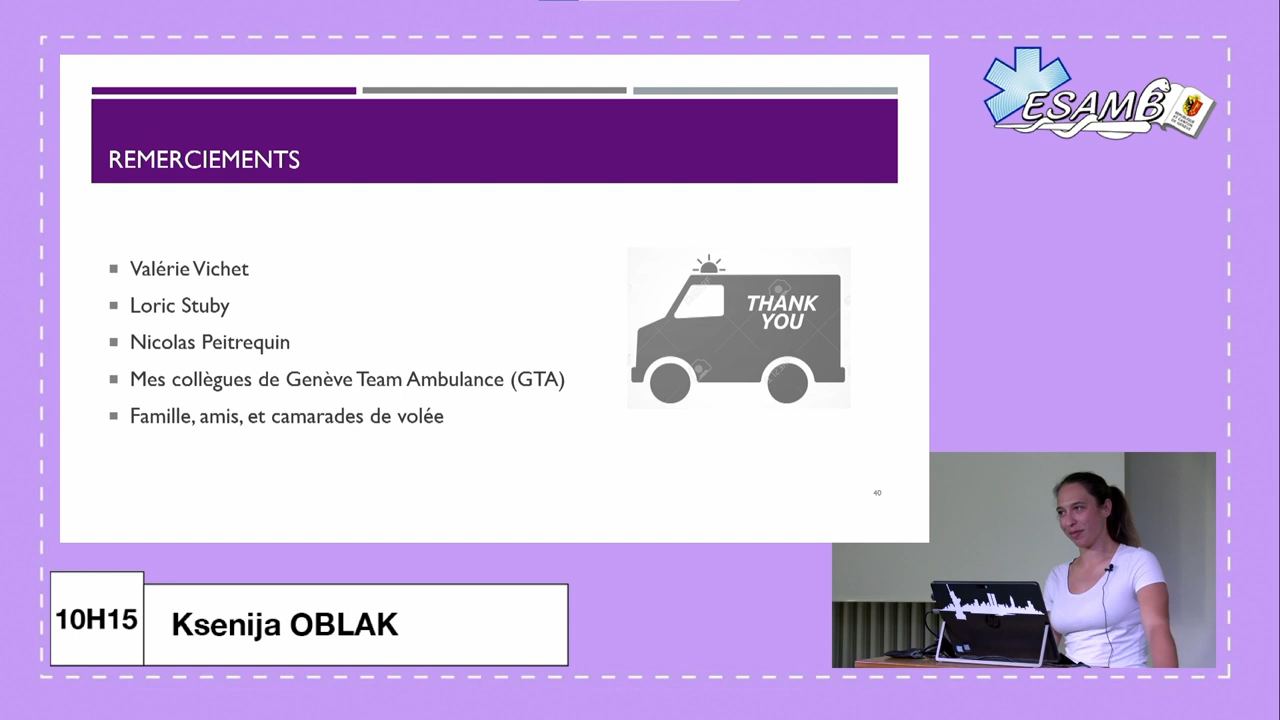 REMERCIEMENTS
Valérie Vichet
Loric Stuby
Nicolas Peitrequin
Mes collègues de Genève Team Ambulance (GTA)
Famille, amis, et camarades de volée
THANK
YOU
40
ESAMB
10H15
Ksenija OBLAK